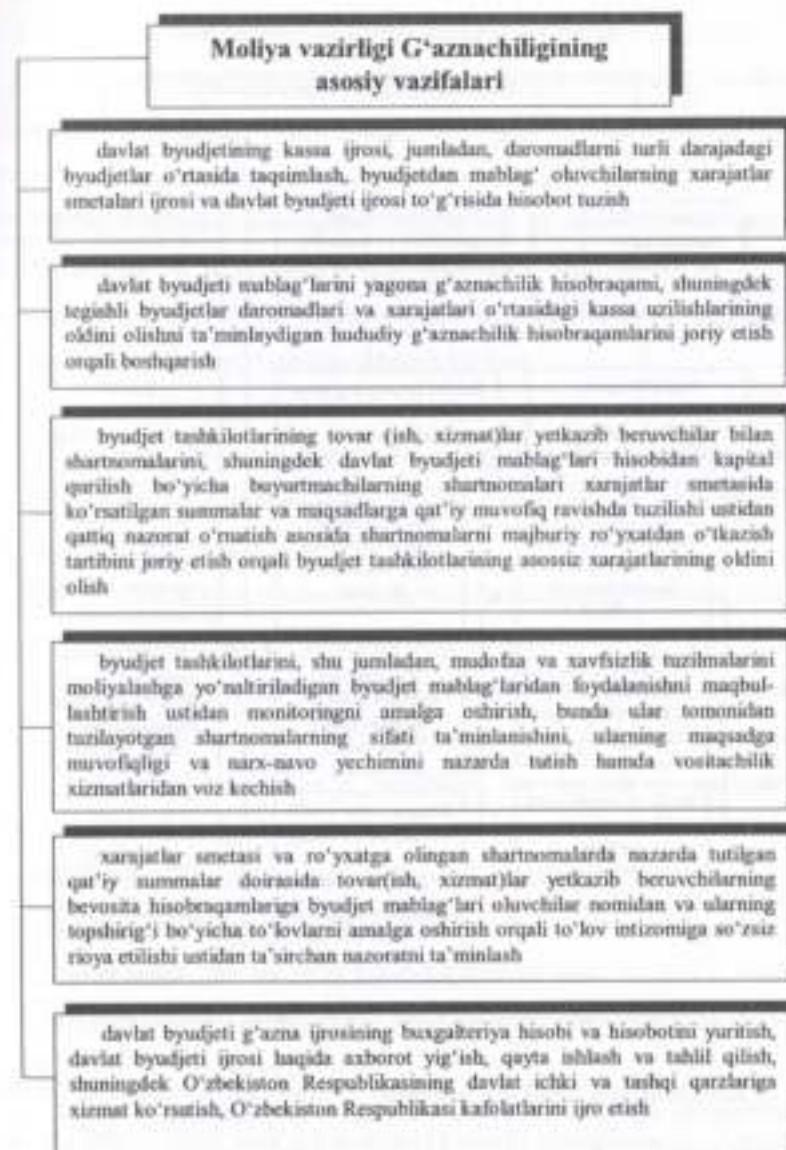 Moliya vazirligi G‘aznachiligining
asosiy vazifalari
davlat byudjetining kassa ijrosi, jumladan, daromadlarni turli darajadagi
byudjetlar o‘rtasida taqsimlash, byudjetdan mablag‘ oluvchilarning xarajatlar
smetalari ijrosi va davlat byudjeti ijrosi to‘g‘risida hisobot tuzish
davlat byudjeti mablag‘larini yagona g‘aznachilik hisobraqami, shuningdek
tegishli byudjetlar daromadlari va xarajatlari o‘rtasidagi kassa uzilishlarining
oldini olishni ta’minlaydigan hududiy g‘aznachilik hisobraqamlarini joriy etish
orqali boshqarish
byudjet tashkilotlarining tovar (ish, xizmat)lar yetkazib beruvchilar bilan
shartnomalarini, shuningdek davlat byudjeti mablag‘lari hisobidan kapital
qurilish bo‘yicha buyurtmachilarning shartnomalari xarajatlar smetasida
ko‘rsatilgan summalar va maqsadlarga qat’iy muvofiq ravishda tuzilishi ustidan
qattiq nazorat o‘rnatish asosida shartnomalarni majburiy ro‘yxatdan o‘tkazish
tartibini joriy etish orqali byudjet tashkilotlarining asossiz xarajatlarining oldini
olish
byudjet tashkilotlarini, shu jumladan, mudofaa va xavfsizlik tuzilmalarini
moliyalashga yo‘naltiriladigan byudjet mablag‘laridan foydalanishni maqbul-
lashtirish ustidan monitoringni amalga oshirish, bunda ular tomonidan
tuzilayotgan shartnomalarning sifati ta’minlanishini, ularning maqsadga
muvofiqligi va narx-navo yechimini nazarda tutish hamda vositachilik
xizmatlaridan voz kechish
xarajatlar smetasi va ro‘yxatga olingan shartnomalarda nazarda tutilgan
qat’iy summalar doirasida tovar(ish, xizmat)lar yetkazib beruvchilarning
bevosita hisobraqamlariga byudjet mablag‘lari oluvchilar nomidan va ularning
topshirig‘i bo‘yicha to‘lovlarni amalga oshirish orqali to‘lov intizomiga so‘zsiz
rioya etilishi ustidan ta’sirchan nazoratni ta’minlash
davlat byudjeti g‘azna ijrosining buxgalteriya hisobi va hisobotini yuritish,
davlat byudjeti ijrosi haqida axborot yig‘ish, qayta ishlash va tahlil qilish,
shuningdek O‘zbekiston Respublikasining davlat ichki va tashqi qarzlariga
xizmat ko‘rsatish, O‘zbekiston Respublikasi kafolatlarini ijro etish